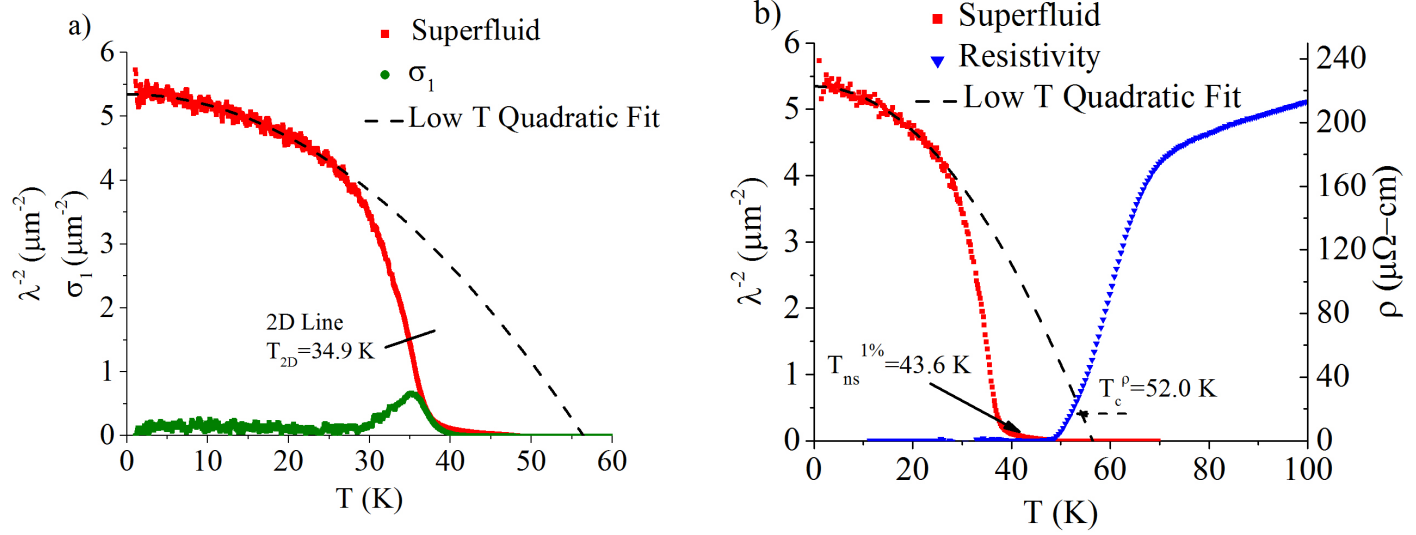 a)
Superfluid
σ1
Low T Quadratic Fit
6
5
4
3
2
1
0
λ-2 (μm-2)
σ1 (μm-2)
2D Line
T2D=34.9 K
0 10 20 30 40 50 60
T (K)
b)
Superfluid
Resistivity
Low T Quadratic Fit
6
5
4
3
2
1
0
λ-2 (μm-2)
Tns1%=43.6 K
Tcρ=52.0 K
240
200
160
120
80
40
0
ρ (μΩ−cm)
0 20 40 60 80 100
T (K)